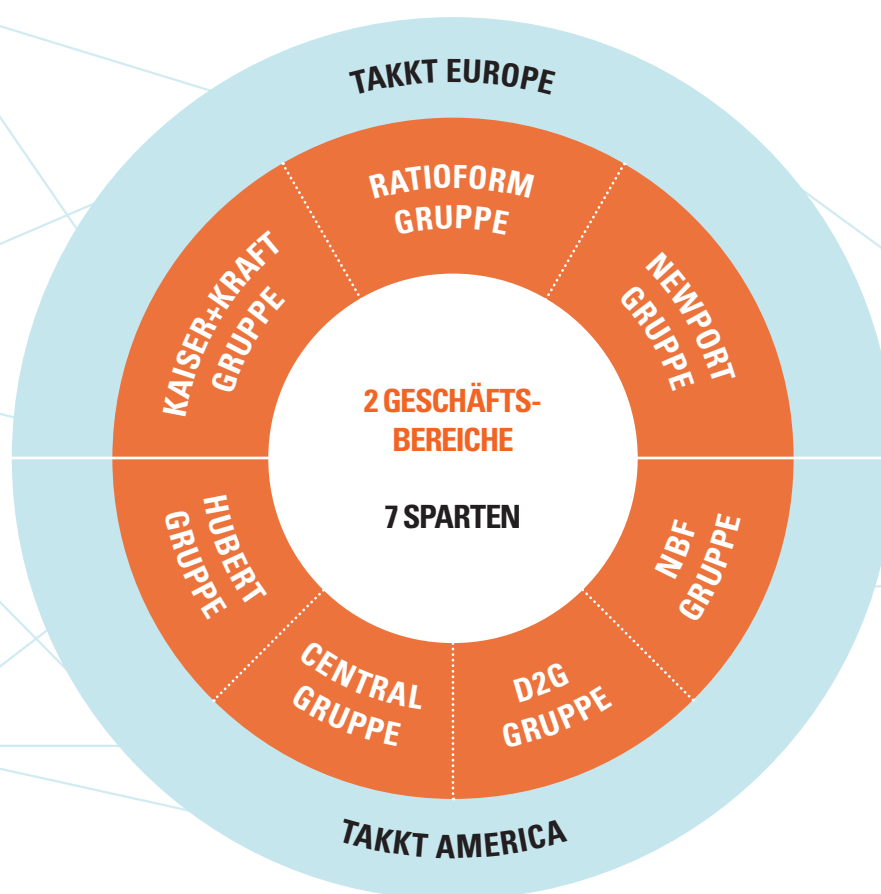 TAKKT EUROPE
RATIOFORM
GRUPPE
KAISER+KRAFT
GRUPPE
NEWPORT
GRUPPE
2 GESCHÄFTS-
BEREICHE
7 SPARTEN
HUBERT
GRUPPE
NBF
GRUPPE
CENTRAL
GRUPPE
D2G
GRUPPE
TAKKT AMERICA